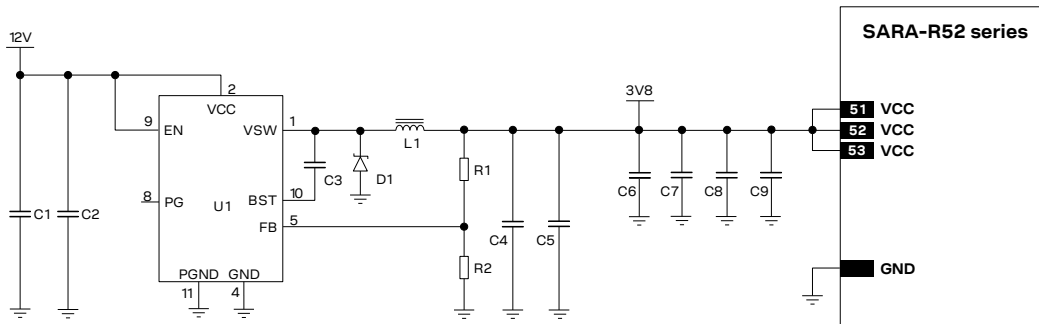 SARA-R52 series
12V
3V8
2
VCC
9
EN
VSW
1
L1
51 VCC
52 VCC
53 VCC
C3
D1
R1
C6
C7
C8
C9
8
PG
U1
BST
10
C1
C2
FB
5
C4
C5
R2
PGND
GND
11
4
GND